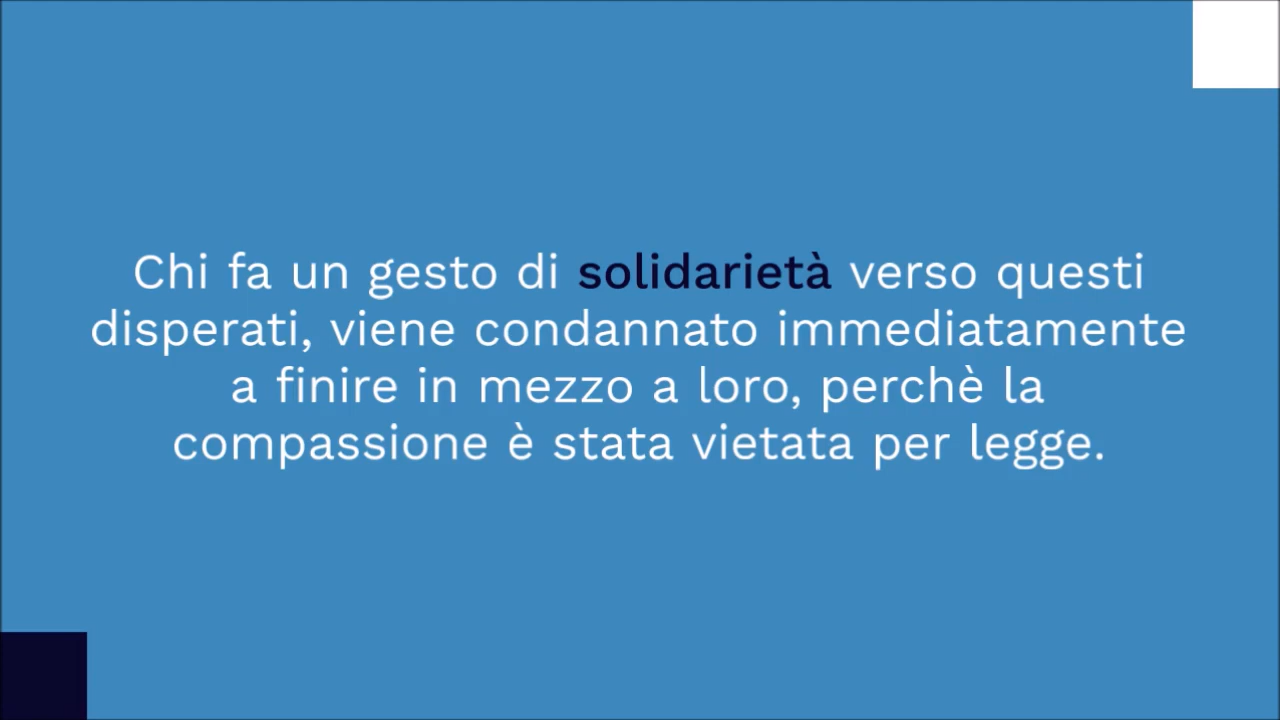 Chi fa un gesto di solidarietà verso questi
disperati, viene condannato immediatamente
a finire in mezzo a loro, perchè la
compassione è stata vietata per legge.